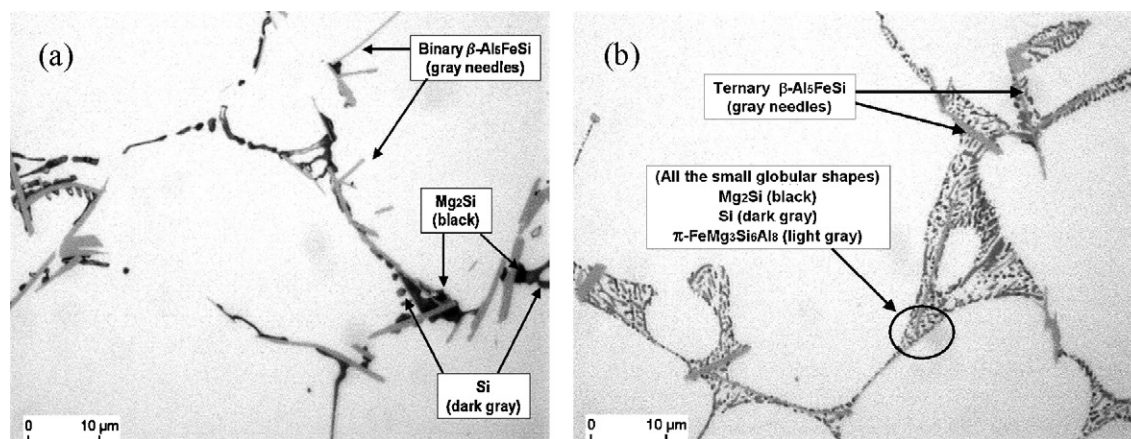 (a)
Binary β-Al₅FeSi
(gray needles)
Mg₂Si
(black)
Si
(dark gray)
0 10 μm
(b)
Ternary β-Al₅FeSi
(gray needles)
(All the small globular shapes)
Mg₂Si (black)
Si (dark gray)
π-FeMg₃Si₆Al₈ (light gray)
0 10 μm